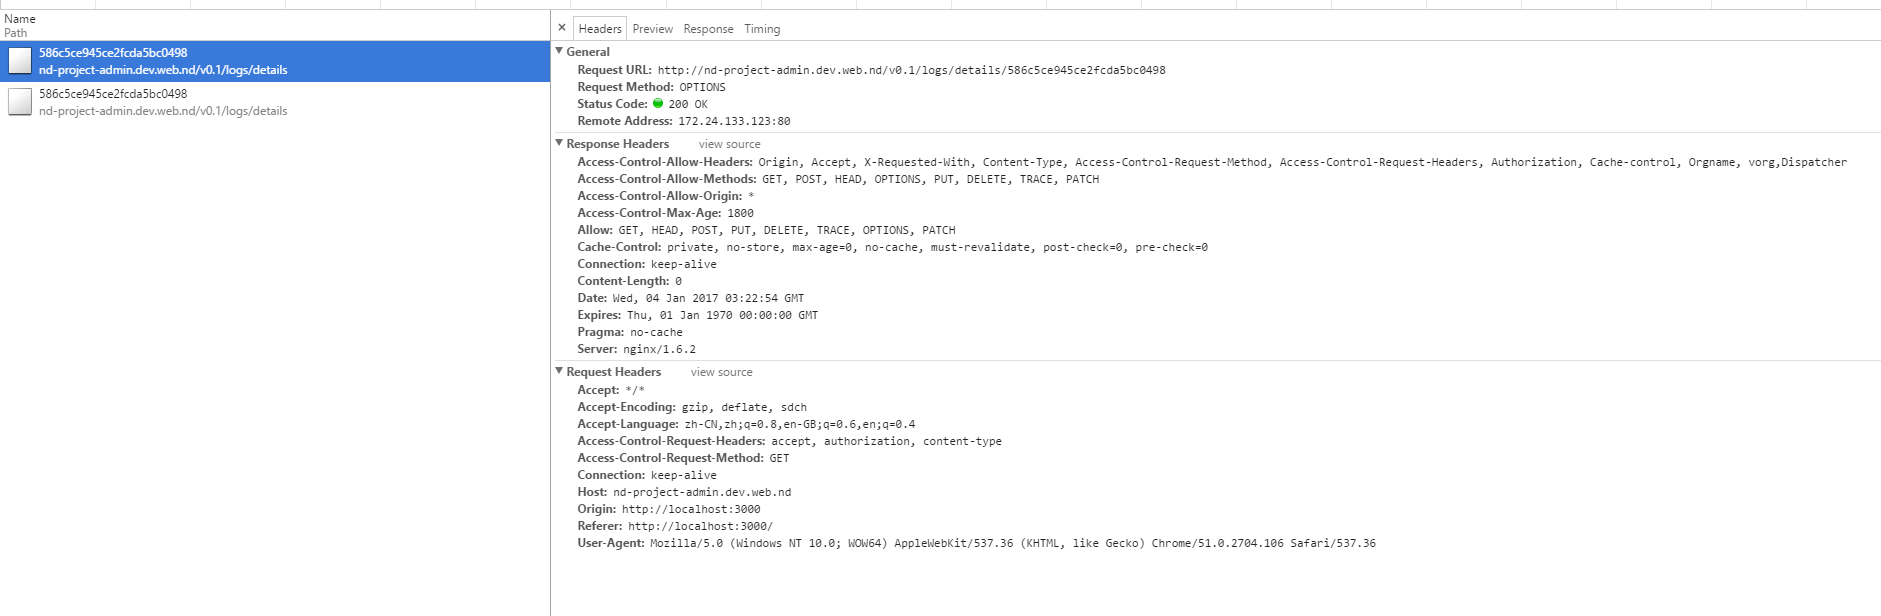 Name
Path
586c5ce945ce2fcda5bc0498
nd-project-admin.dev.web.nd/v0.1/logs/details
586c5ce945ce2fcda5bc0498
nd-project-admin.dev.web.nd/v0.1/logs/details
× Headers Preview Response Timing
General
Request URL: http://nd-project-admin.dev.web.nd/v0.1/logs/details/586c5ce945ce2fcda5bc0498
Request Method: OPTIONS
Status Code: 200 OK
Remote Address: 172.24.133.123:80
Response Headers view source
Access-Control-Allow-Headers: Origin, Accept, X-Requested-With, Content-Type, Access-Control-Request-Method, Access-Control-Request-Headers, Authorization, Cache-control, Orgname, vorg,Dispatcher
Access-Control-Allow-Methods: GET, POST, HEAD, OPTIONS, PUT, DELETE, TRACE, PATCH
Access-Control-Allow-Origin: *
Access-Control-Max-Age: 1800
Allow: GET, HEAD, POST, PUT, DELETE, TRACE, OPTIONS, PATCH
Cache-Control: private, no-store, max-age=0, no-cache, must-revalidate, post-check=0, pre-check=0
Connection: keep-alive
Content-Length: 0
Date: Wed, 04 Jan 2017 03:22:54 GMT
Expires: Thu, 01 Jan 1970 00:00:00 GMT
Pragma: no-cache
Server: nginx/1.6.2
Request Headers view source
Accept: */*
Accept-Encoding: gzip, deflate, sdch
Accept-Language: zh-CN,zh;q=0.8,en-GB;q=0.6,en;q=0.4
Access-Control-Request-Headers: accept, authorization, content-type
Access-Control-Request-Method: GET
Connection: keep-alive
Host: nd-project-admin.dev.web.nd
Origin: http://localhost:3000
Referer: http://localhost:3000/
User-Agent: Mozilla/5.0 (Windows NT 10.0; WOW64) AppleWebKit/537.36 (KHTML, like Gecko) Chrome/51.0.2704.106 Safari/537.36